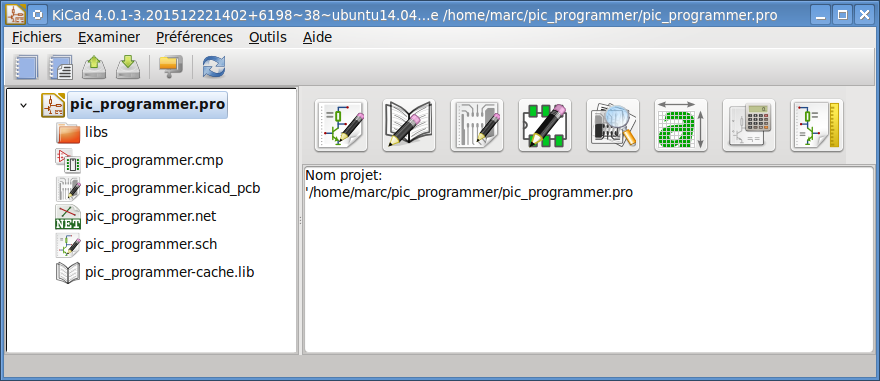 KiCad 4.0.1-3.201512221402+6198~38~ubuntu14.04...e /home/marc/pic_programmer/pic_programmer.pro
Fichiers Examiner Préférences Outils Aide
pic_programmer.pro
libs
pic_programmer.cmp
pic_programmer.kicad_pcb
NET pic_programmer.net
pic_programmer.sch
pic_programmer-cache.lib
a
Nom projet:
'/home/marc/pic_programmer/pic_programmer.pro